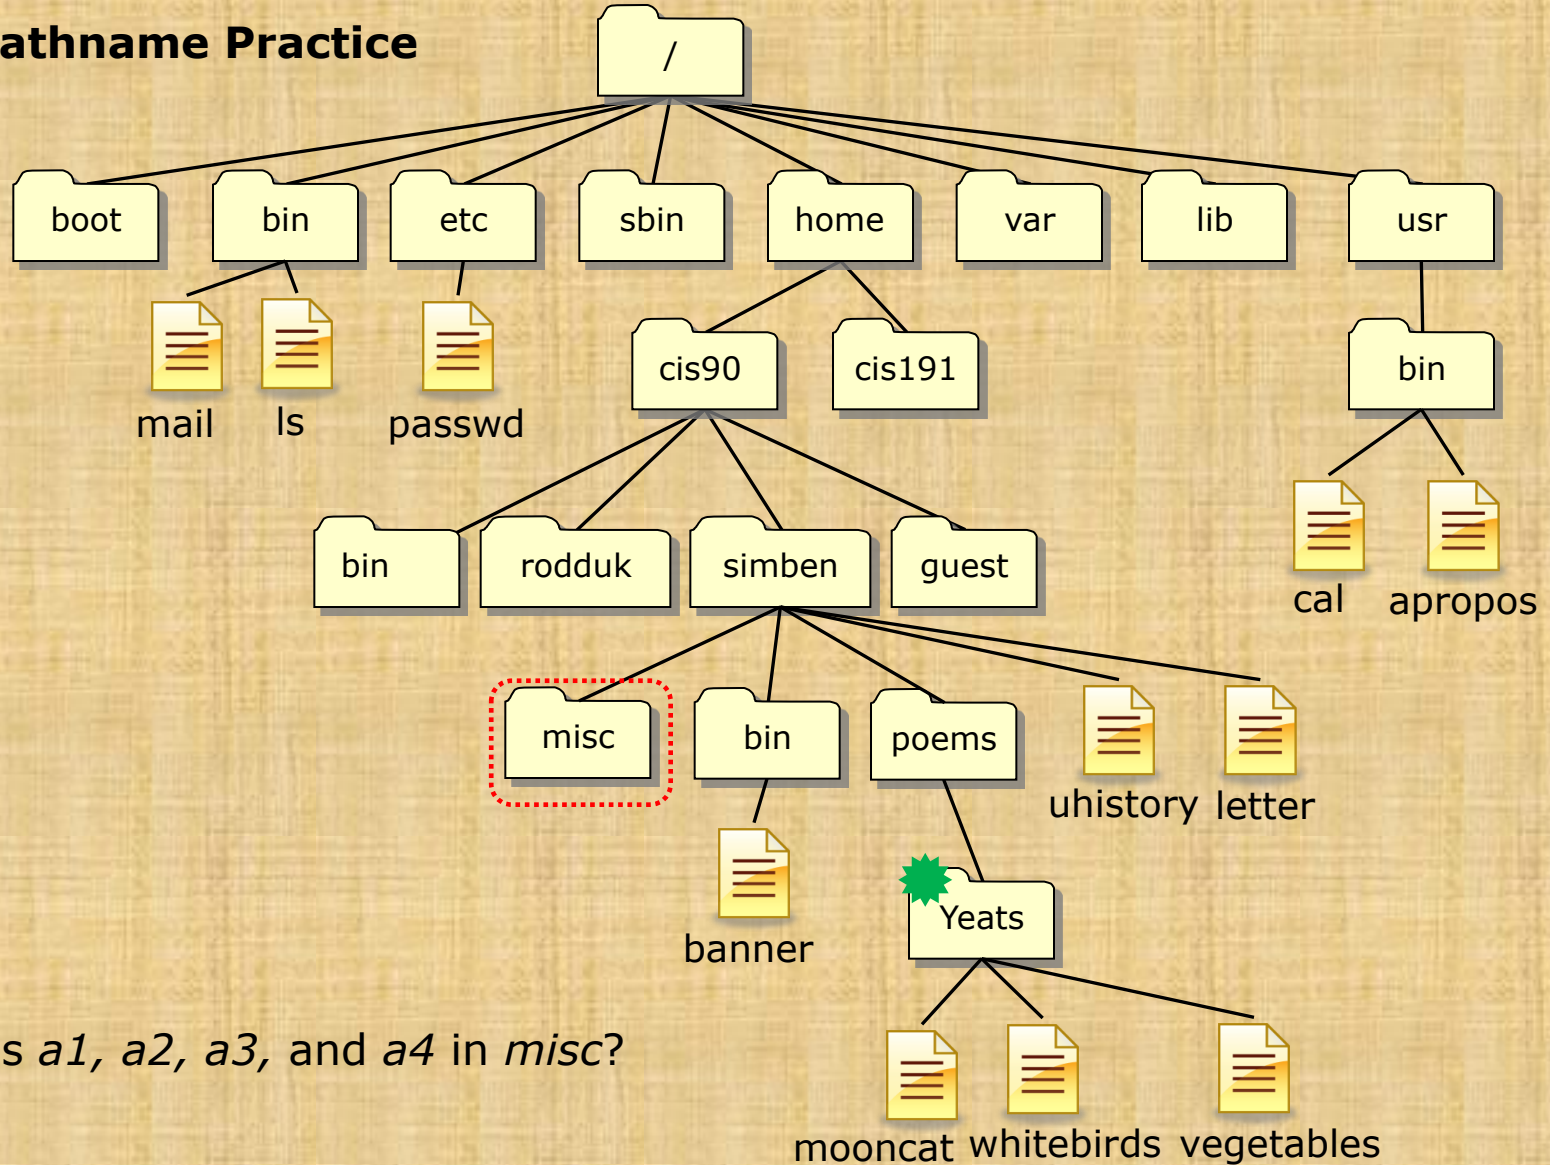 athname Practice
/
boot bin etc sbin home var lib usr
mail ls passwd
cis90 cis191 bin
bin rodduk simben guest
cal apropos
misc bin poems
uhistory letter
banner
Yeats
s a1, a2, a3, and a4 in misc?
mooncat whitebirds vegetables